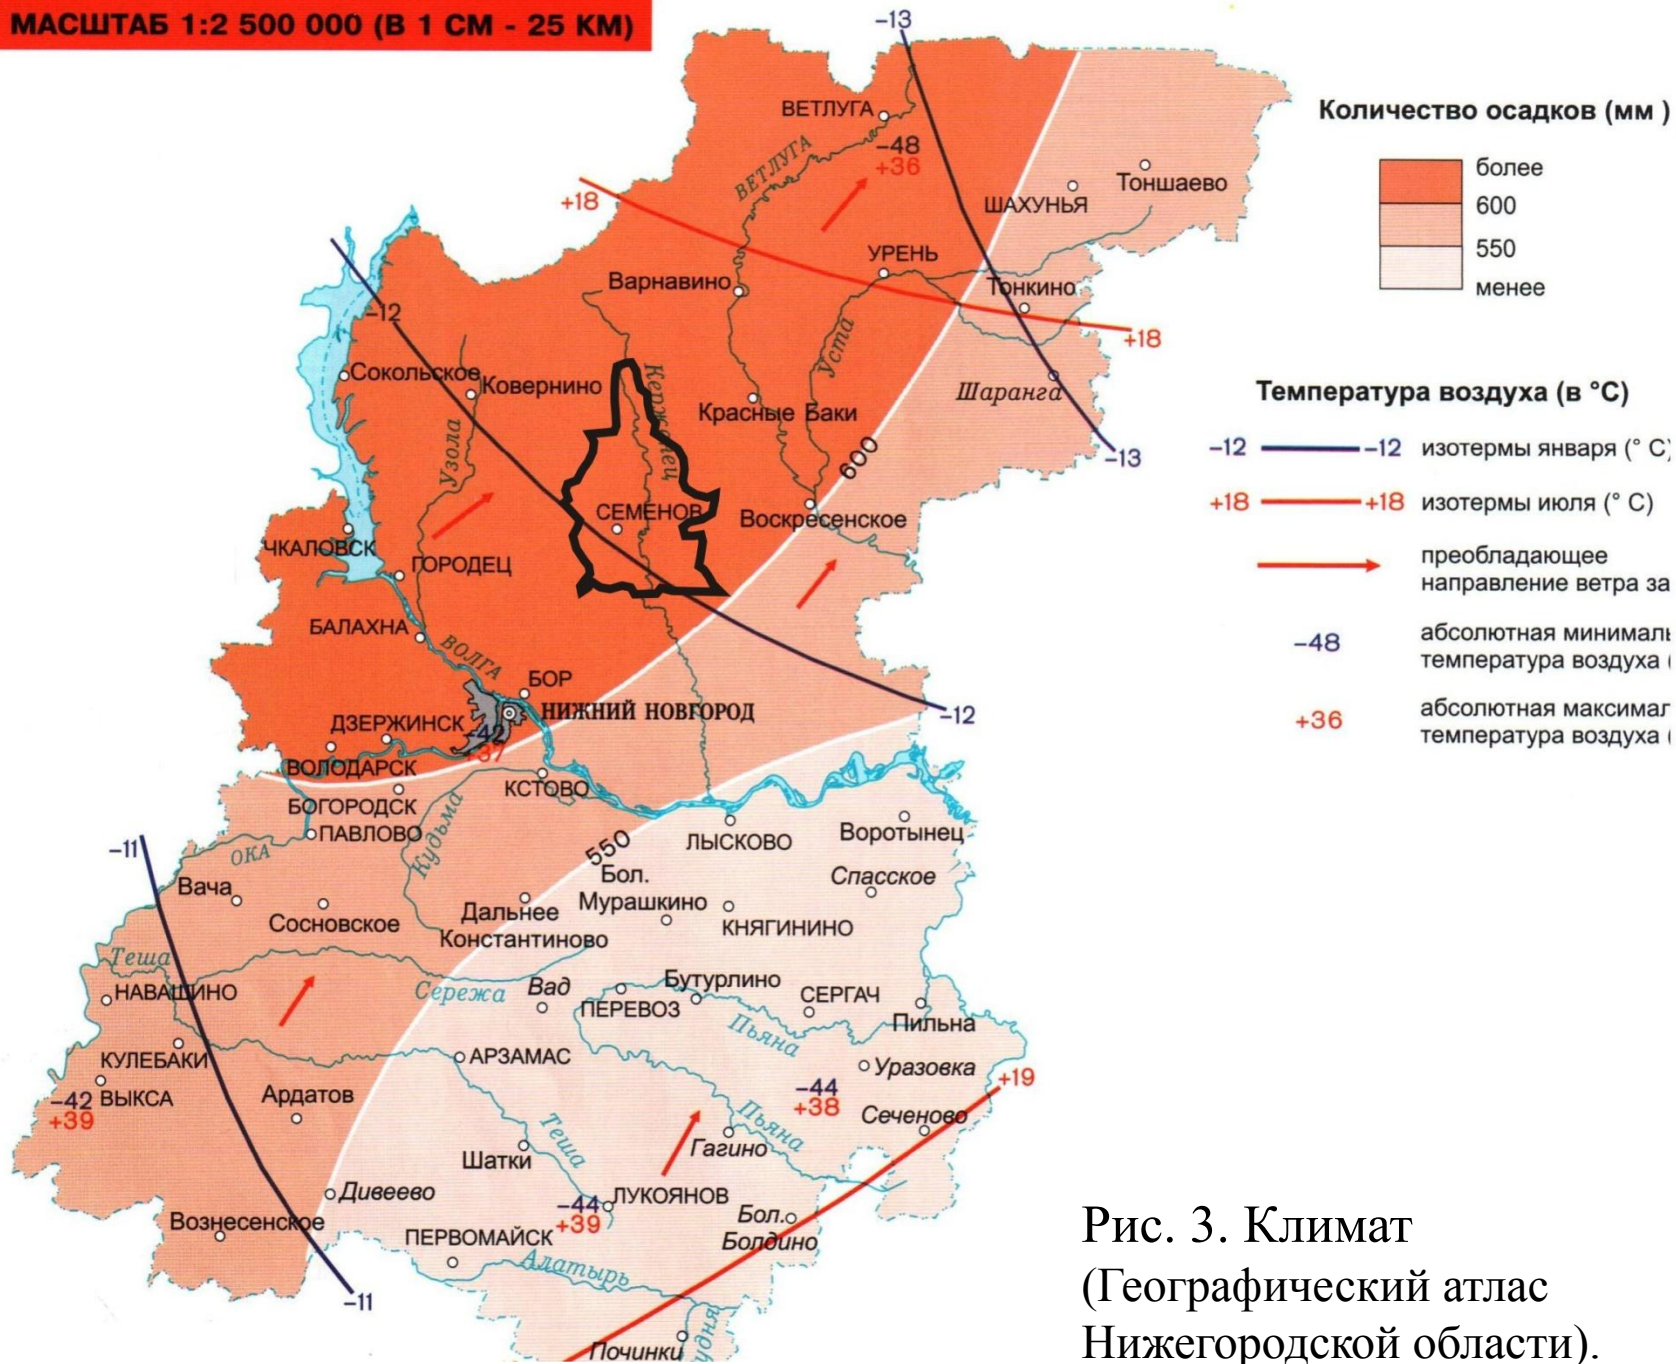 МАСШТАБ 1:2 500 000 (В 1 СМ - 25 КМ)
–13
ВЕТЛУГА
ВЕТЛУГА
–48
+36
+18
ШАХУНЬЯ
Тоншаево
УРЕНЬ
Варнавино
Тонкино
+18
–12
Сокольское
Ковернино
Узола
Керженец
Красные Баки
Уста
Шаранга
–13
600
СЕМЕНОВ
Воскресенское
ЧКАЛОВСК
ГОРОДЕЦ
БАЛАХНА
ВОЛГА
БОР
НИЖНИЙ НОВГОРОД
–12
ДЗЕРЖИНСК
–42
+37
ВОЛОДАРСК
КСТОВО
БОГОРОДСК
ПАВЛОВО
Кудьма
–11
ОКА
550
ЛЫСКОВО
Воротынец
Вача
Сосновское
Дальнее
Константиново
Бол.
Мурашкино
Спасское
КНЯГИНИНО
Теша
НАВАШИНО
Сережа
Вад
ПЕРЕВОЗ
Бутурлино
СЕРГАЧ
Пильна
Пьяна
КУЛЕБАКИ
АРЗАМАС
Уразовка
–42
+39
ВЫКСА
Ардатов
–44
+38
+19
Сеченово
Пьяна
Теша
Гагино
Шатки
Дивеево
–44
+39
ЛУКОЯНОВ
Бол.
Болдино
Вознесенское
ПЕРВОМАЙСК
Алатырь
–11
Починки
Количество осадков (мм )
более
600
550
менее
Температура воздуха (в °С)
–12 –12 изотермы января (° С)
+18 +18 изотермы июля (° С)
преобладающее
направление ветра за
–48
абсолютная
температура воздуха
+36
абсолютная
температура воздуха
Рис. 3. Климат
(Географический атлас
Нижегородской области).